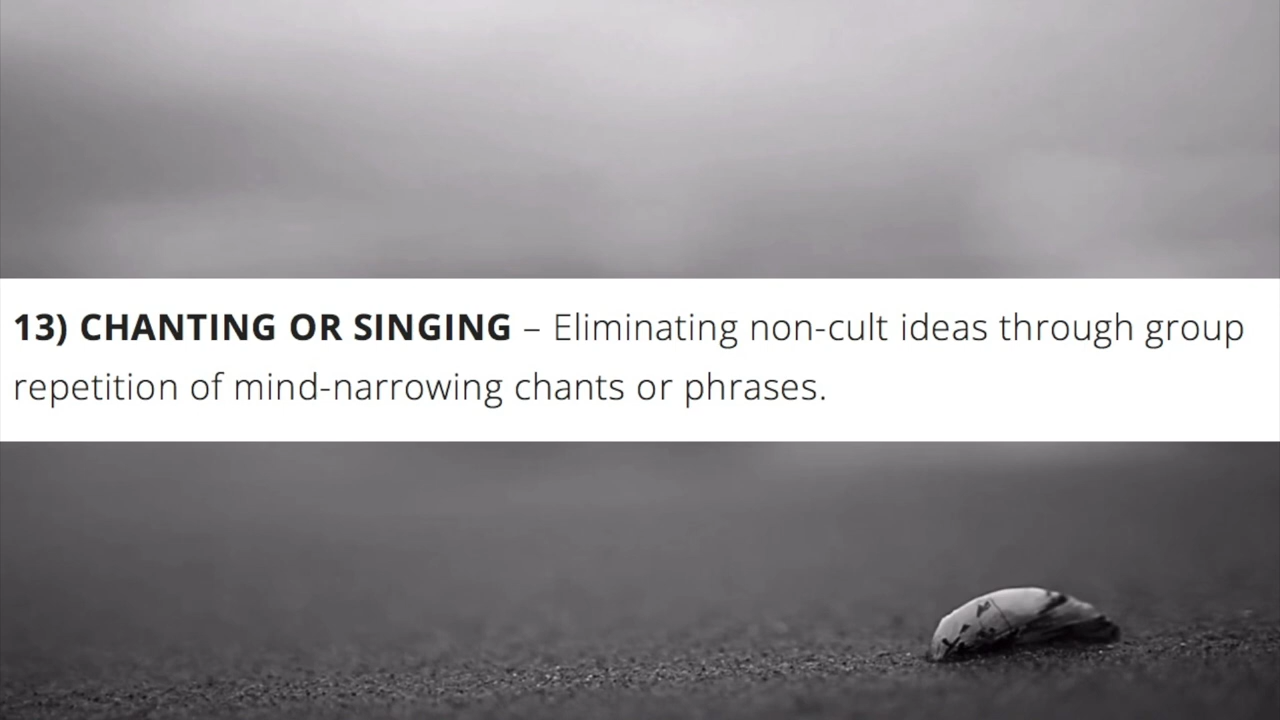 13) CHANTING OR SINGING – Eliminating non-cult ideas through group
repetition of mind-narrowing chants or phrases.